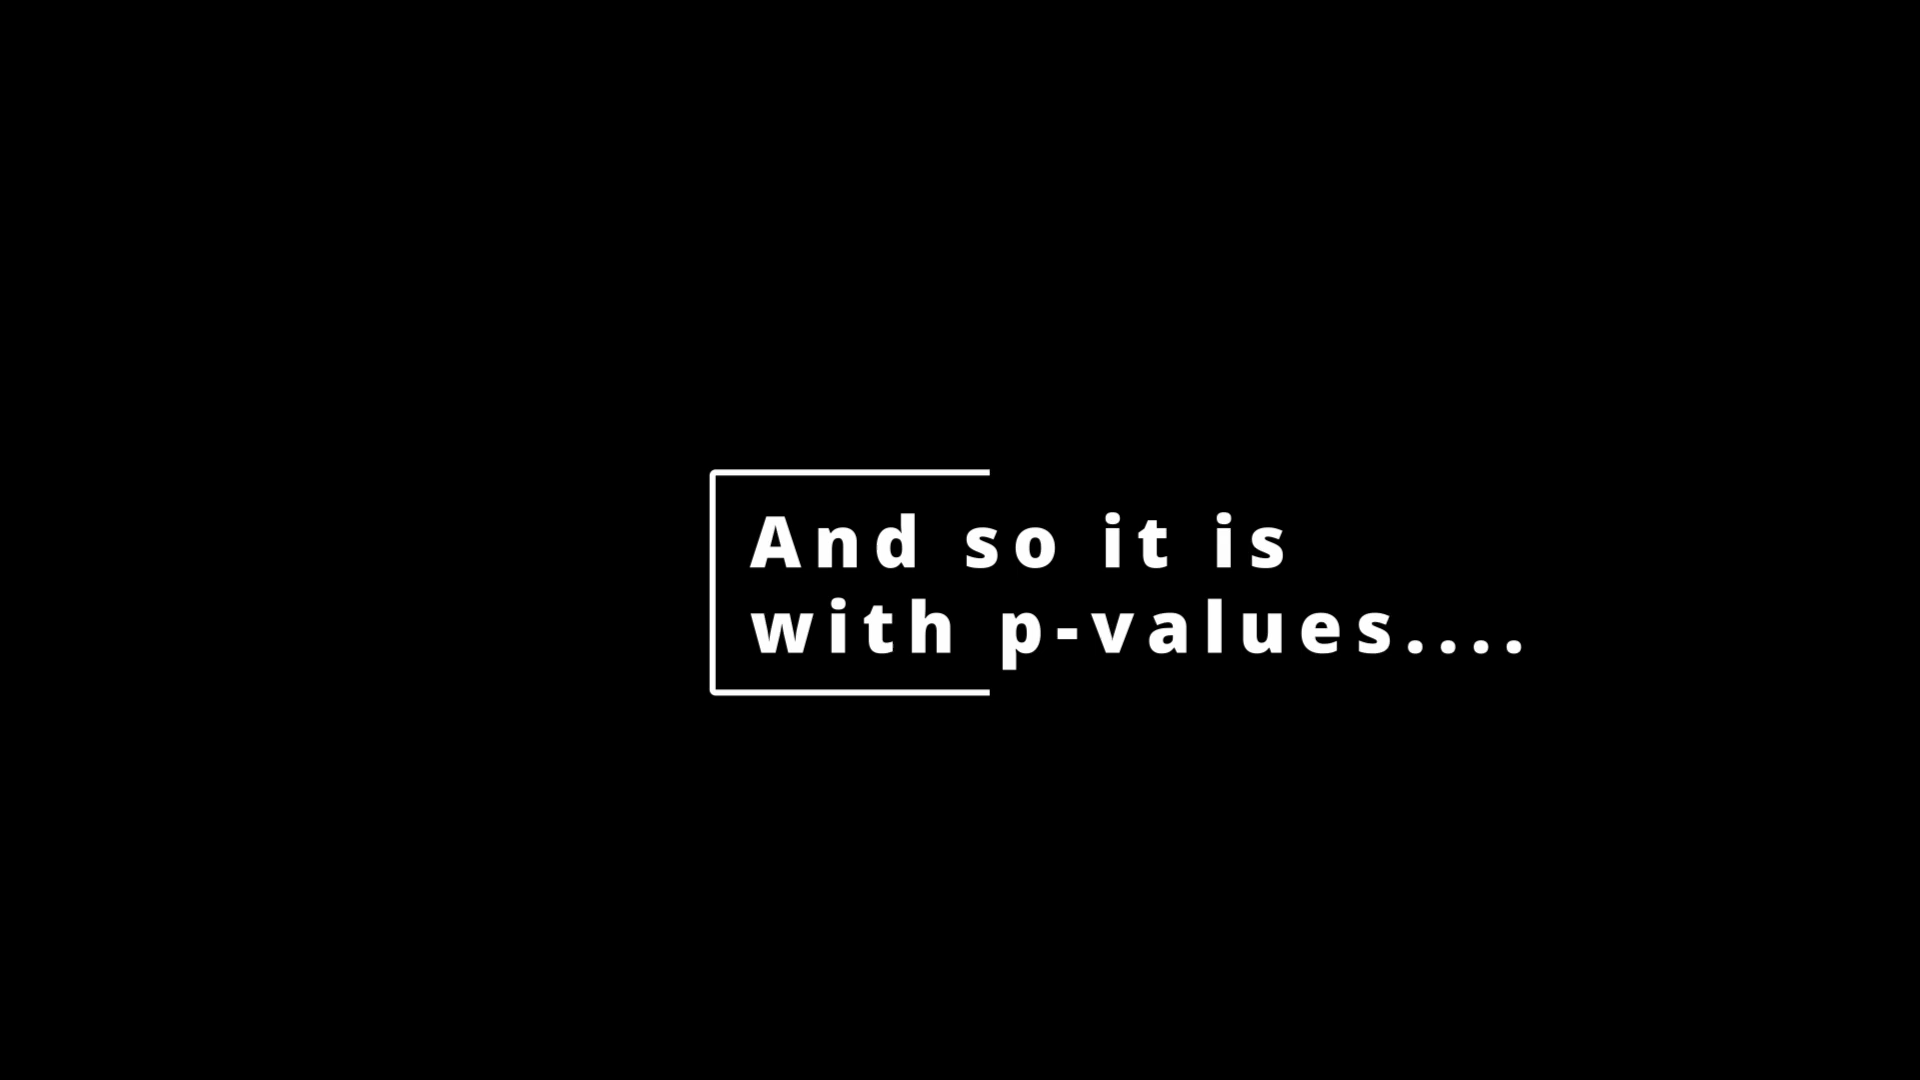 And so it is
with p-values....